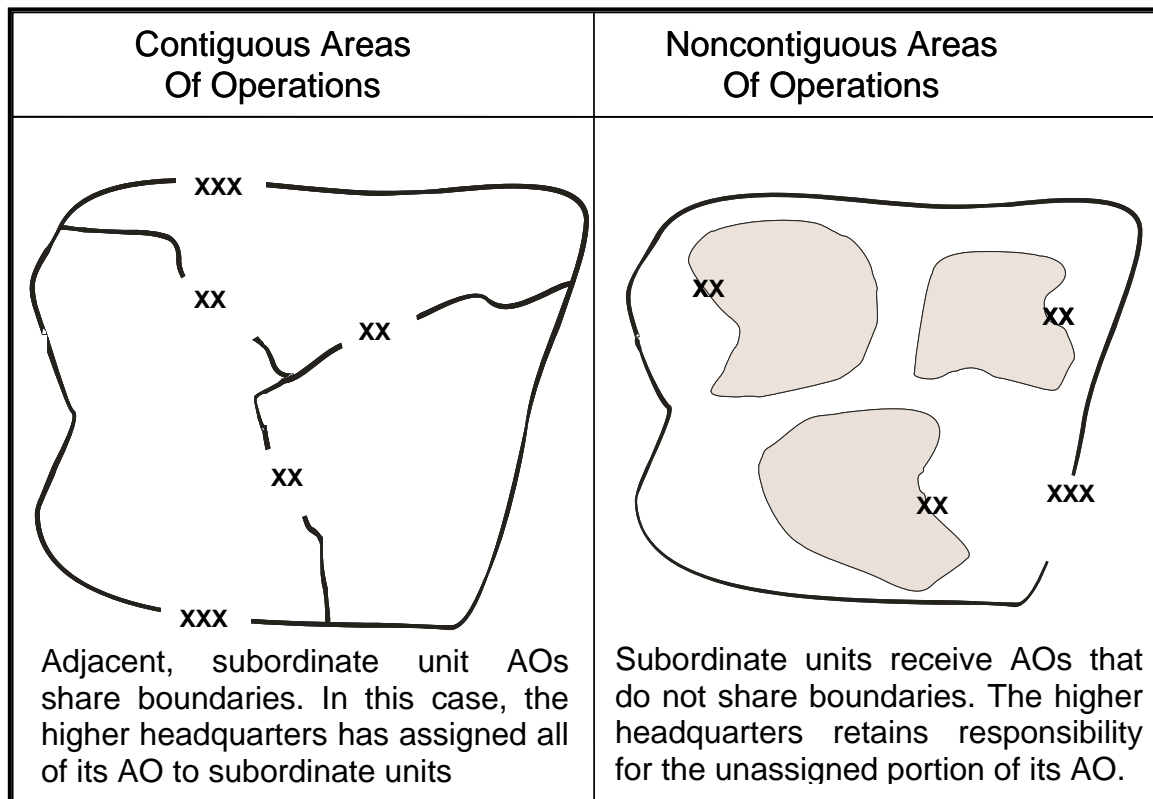 Contiguous Areas
Of Operations
XXX
XX
XX
XX
XXX
Adjacent, subordinate unit AOs
share boundaries. In this case, the
higher headquarters has assigned all
of its AO to subordinate units
Noncontiguous Areas
Of Operations
XX
XX
XXX
XX
Subordinate units receive AOs that
do not share boundaries. The higher
headquarters retains responsibility
for the unassigned portion of its AO.